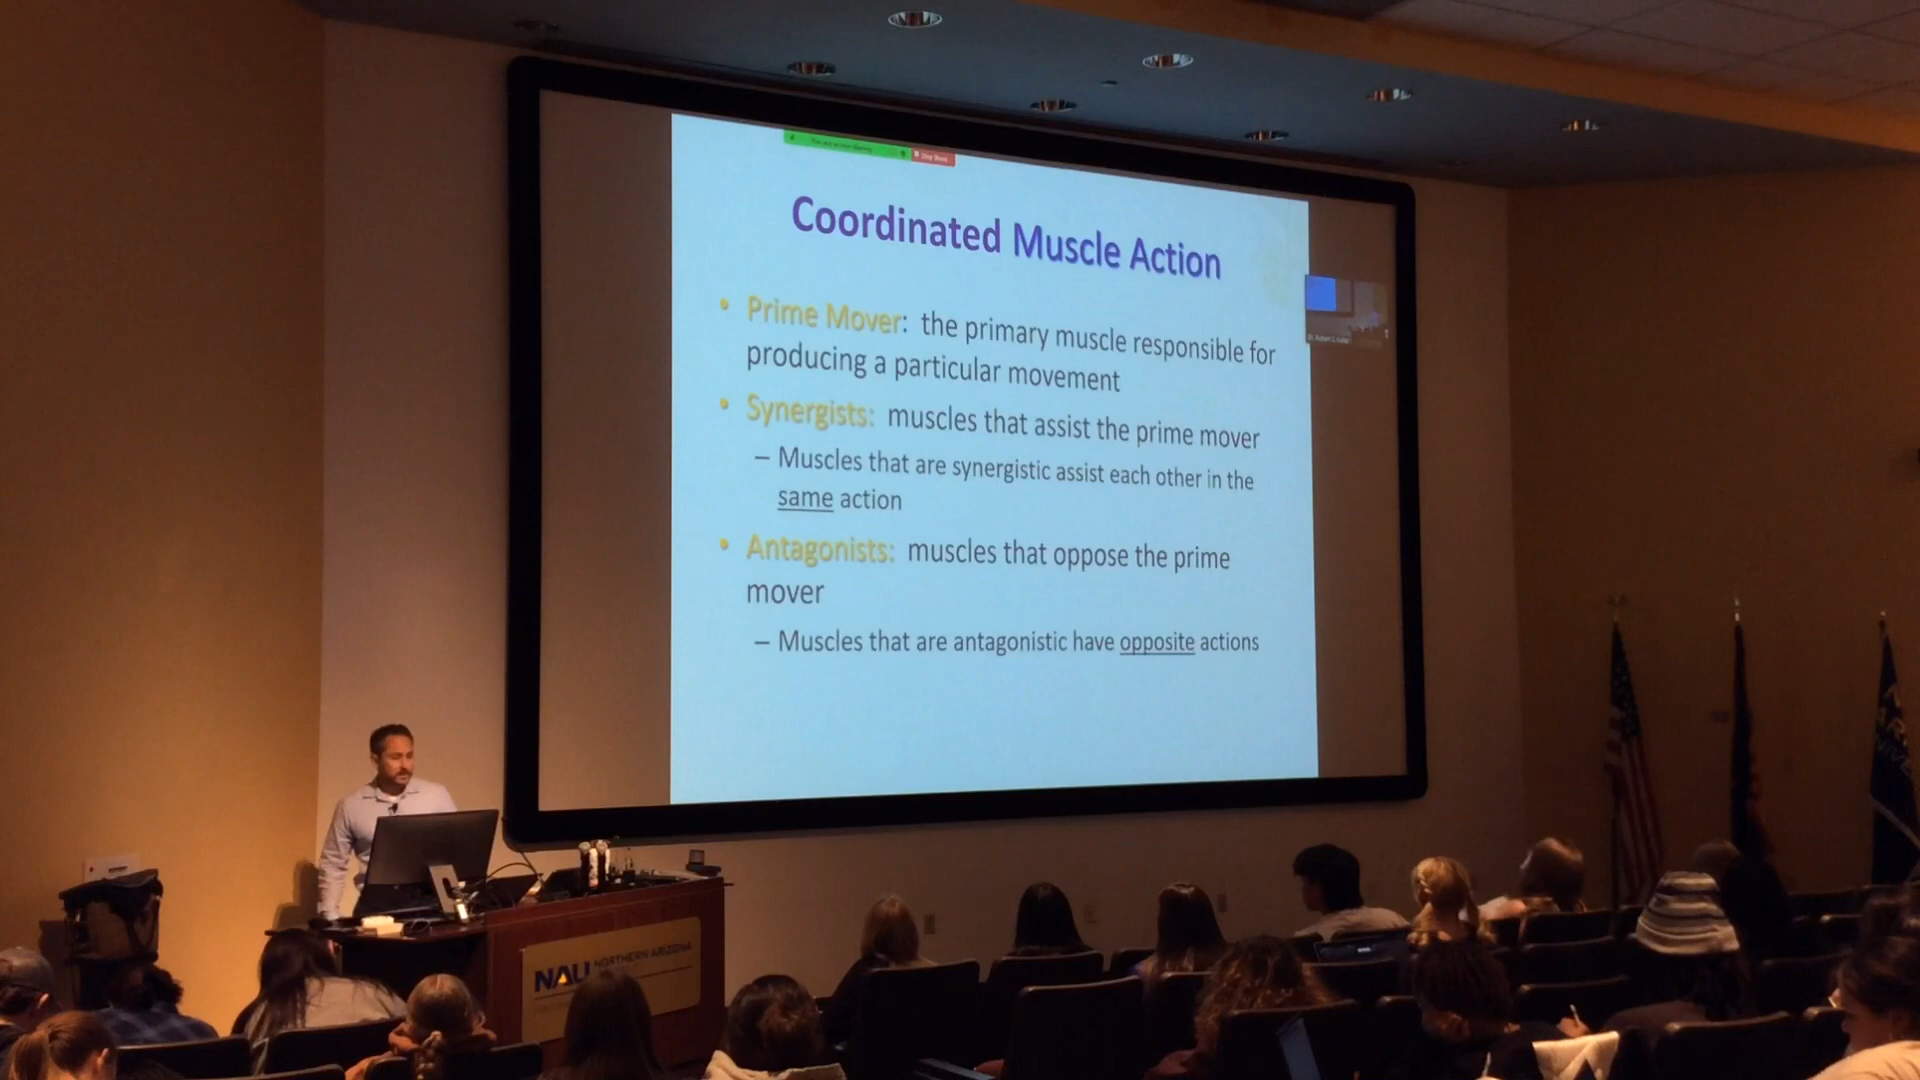 Stop Share
Coordinated Muscle Action
• Prime Mover: the primary muscle responsible for
producing a particular movement
• Synergists: muscles that assist the prime mover
– Muscles that are synergistic assist each other in the
same action
• Antagonists: muscles that oppose the prime
mover
– Muscles that are antagonistic have opposite actions
NAU NORTHERN ARIZONA